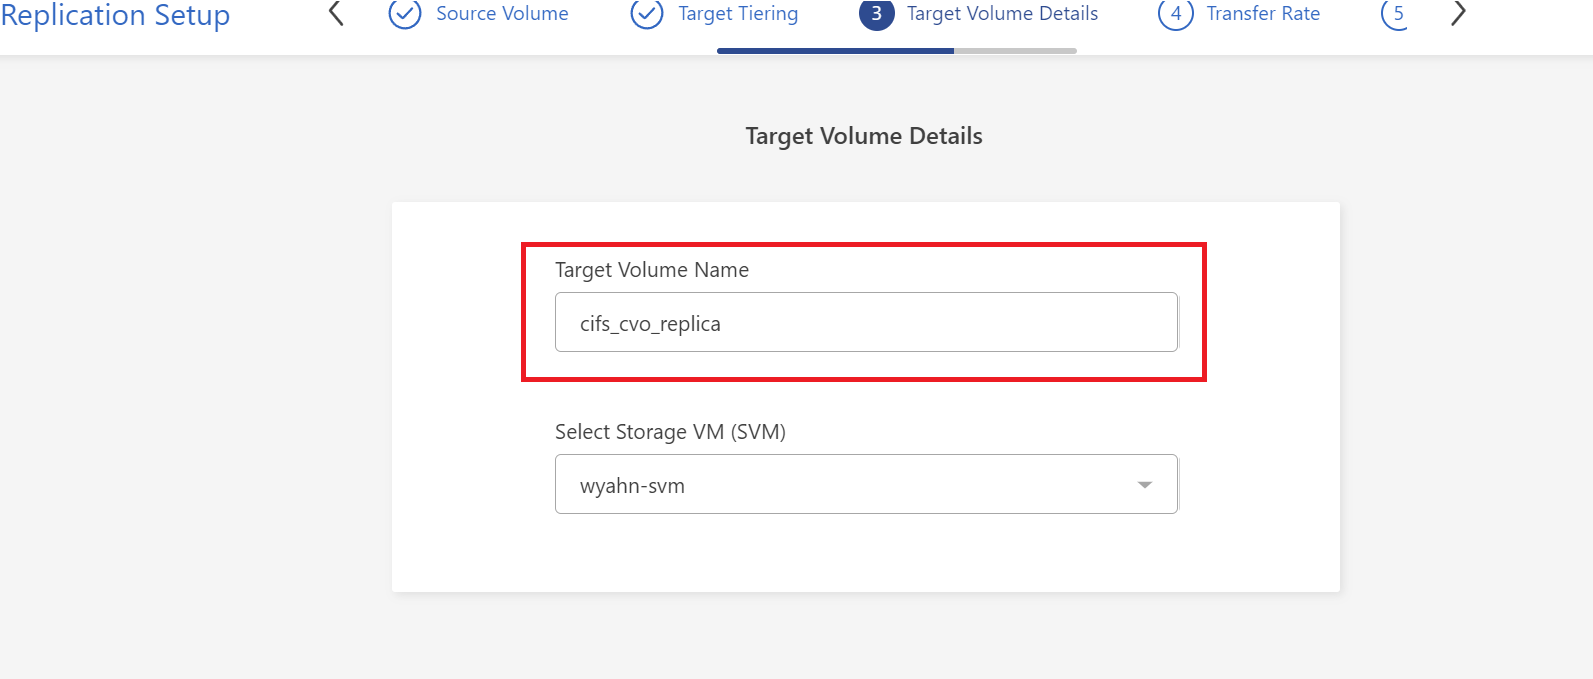 Replication Setup
Source Volume
Target Tiering
3 Target Volume Details
4 Transfer Rate
5
Target Volume Details
Target Volume Name
cifs_cvo_replica
Select Storage VM (SVM)
wyahn-svm